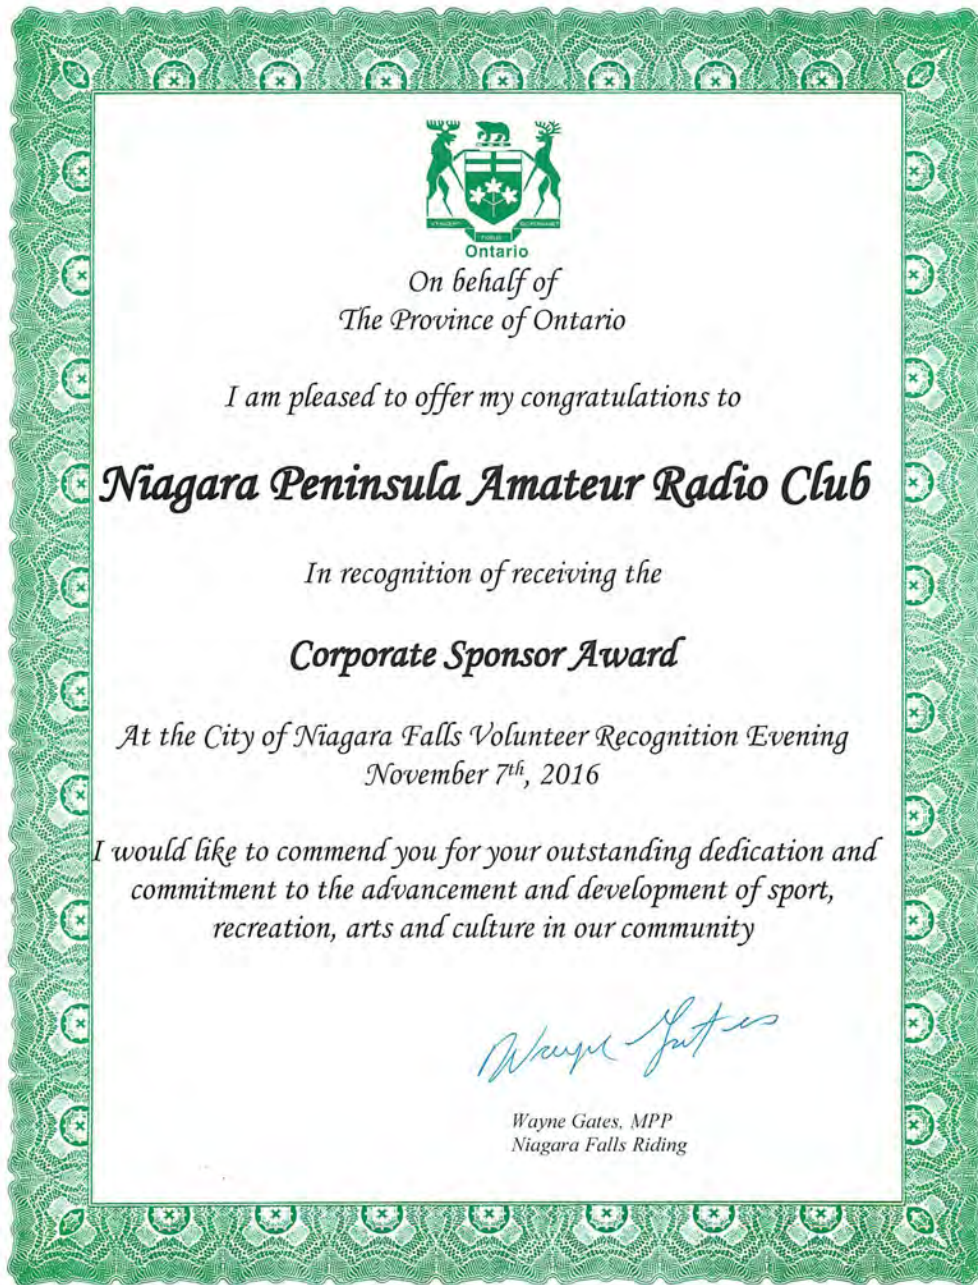 Ontario
On behalf of
The Province of Ontario
I am pleased to offer my congratulations to
Niagara Peninsula Amateur Radio Club
In recognition of receiving the
Corporate Sponsor Award
At the City of Niagara Falls Volunteer Recognition Evening
November 7th, 2016
I would like to commend you for your outstanding dedication and
commitment to the advancement and development of sport,
recreation, arts and culture in our community
Wayne Gates
Wayne Gates, MPP
Niagara Falls Riding